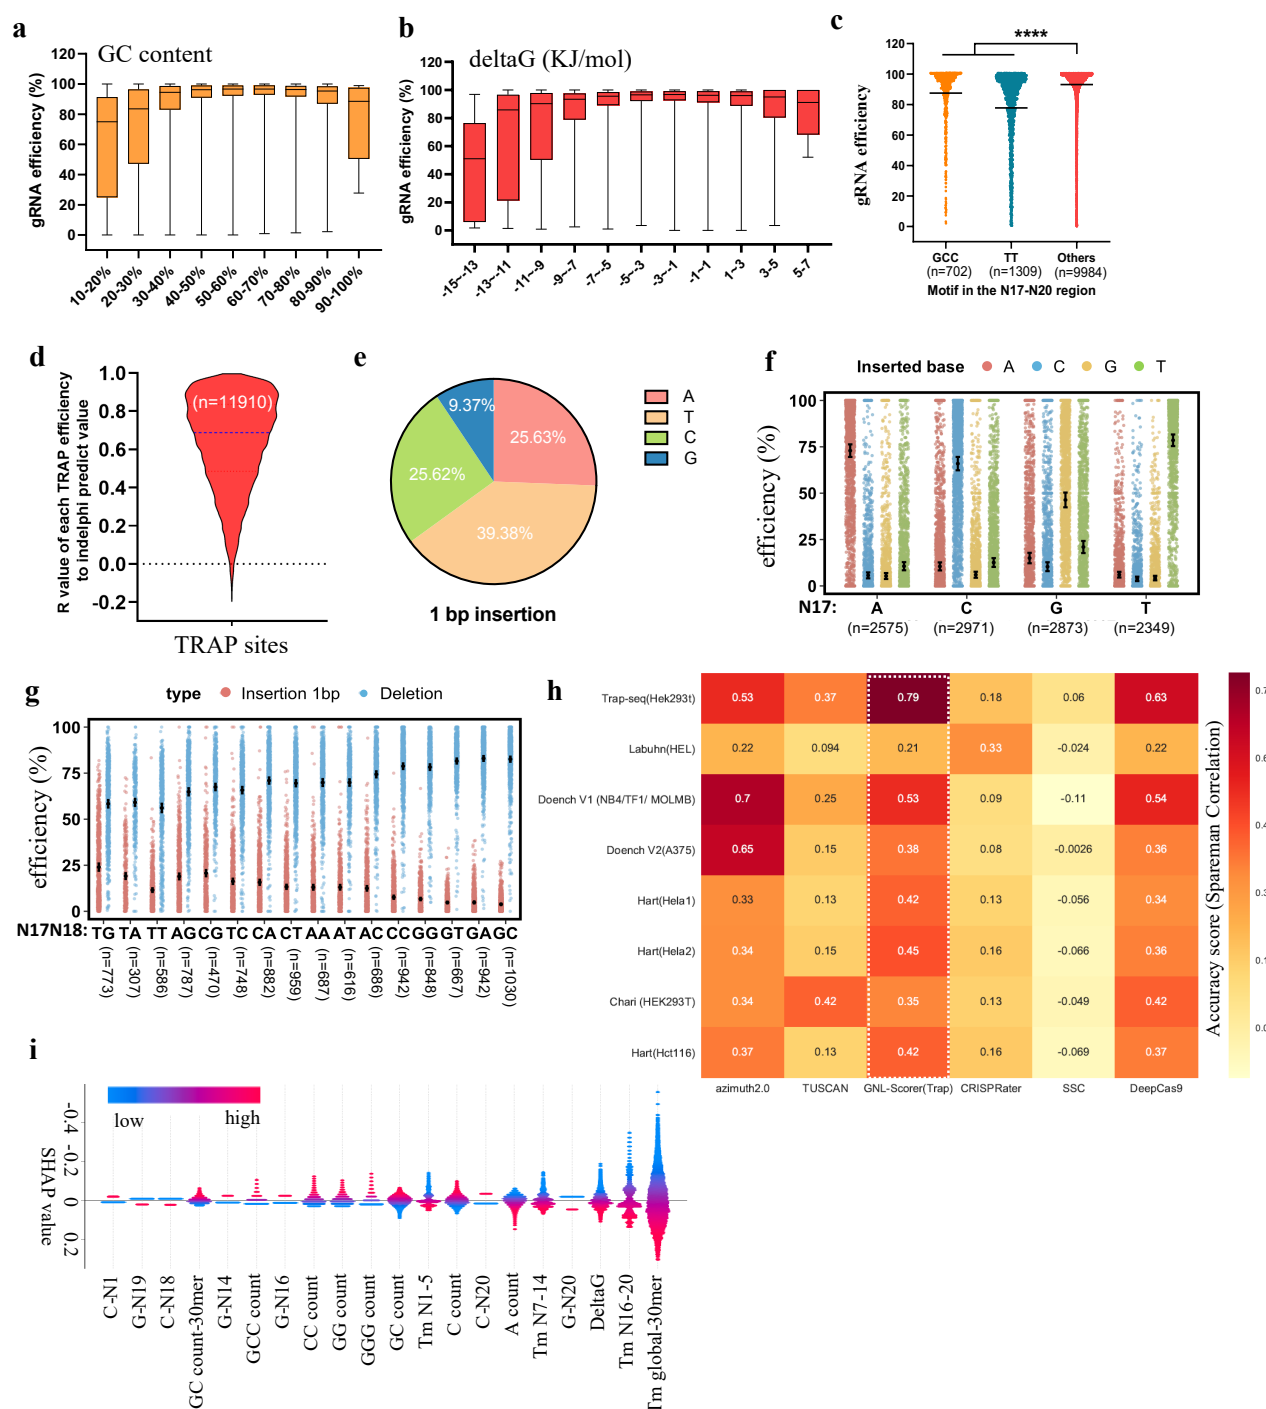 a
GC content
gRNA efficiency (%)
120
100
80
60
40
20
0
10-20%
20-30%
30-40%
40-50%
50-60%
60-70%
70-80%
80-90%
90-100%
b
deltaG (KJ/mol)
gRNA efficiency (%)
120
100
80
60
40
20
0
-15~-13
-13~-11
-11~-9
-9~-7
-7~-5
-5~-3
-3~-1
-1~1
1~3
3-5
5-7
c
****
gRNA efficiency
120
100
80
60
40
20
0
GCC TT Others
(n=702) (n=1309) (n=9984)
Motif in the N17-N20 region
d
R value of each TRAP efficiency
to indelphi predict value
1.0
0.8
0.6
0.4
0.2
0.0
-0.2
(n=11910)
TRAP sites
e
9.37%
25.63%
25.62%
39.38%
A
T
C
G
1 bp insertion
f
Inserted base A C G T
efficiency (%)
100
75
50
25
0
N17: A C G T
(n=2575) (n=2971) (n=2873) (n=2349)
g
type Insertion 1bp Deletion
efficiency (%)
100
75
50
25
0
N17N18: TG TA TT AG CG TC CA CT AA AT AC CC GG GT GA GC
(n=773)
(n=307)
(n=586)
(n=787)
(n=470)
(n=748)
(n=882)
(n=959)
(n=687)
(n=616)
(n=686)
(n=942)
(n=848)
(n=667)
(n=942)
(n=1030)
h
Trap-seq(Hek293t) 0.53 0.37 0.79 0.18 0.06 0.63
Labuhn(HEL) 0.22 0.094 0.21 0.33 -0.024 0.22
Doench V1 (NB4/TF1/ MOLMB) 0.7 0.25 0.53 0.09 -0.11 0.54
Doench V2(A375) 0.65 0.15 0.38 0.08 -0.0026 0.36
Hart(Hela1) 0.33 0.13 0.42 0.13 -0.056 0.34
Hart(Hela2) 0.34 0.15 0.45 0.16 -0.066 0.36
Chari (HEK293T) 0.34 0.42 0.35 0.13 -0.049 0.42
Hart(Hct116) 0.37 0.13 0.42 0.16 -0.069 0.37
azimuth2.0 TUSCAN GNL-Scorer(Trap) CRISPRater SSC DeepCas9
Accuracy score (Spareman Correlation)
i
low high
SHAP value
-0.4
-0.2
0
0.2
C-N1
G-N19
C-N18
GC count-30mer
G-N14
GCC count
G-N16
CC count
GG count
GGG count
GC count
Tm N1-5
C count
C-N20
A count
Tm N7-14
G-N20
DeltaG
Tm N16-20
Tm global-30mer